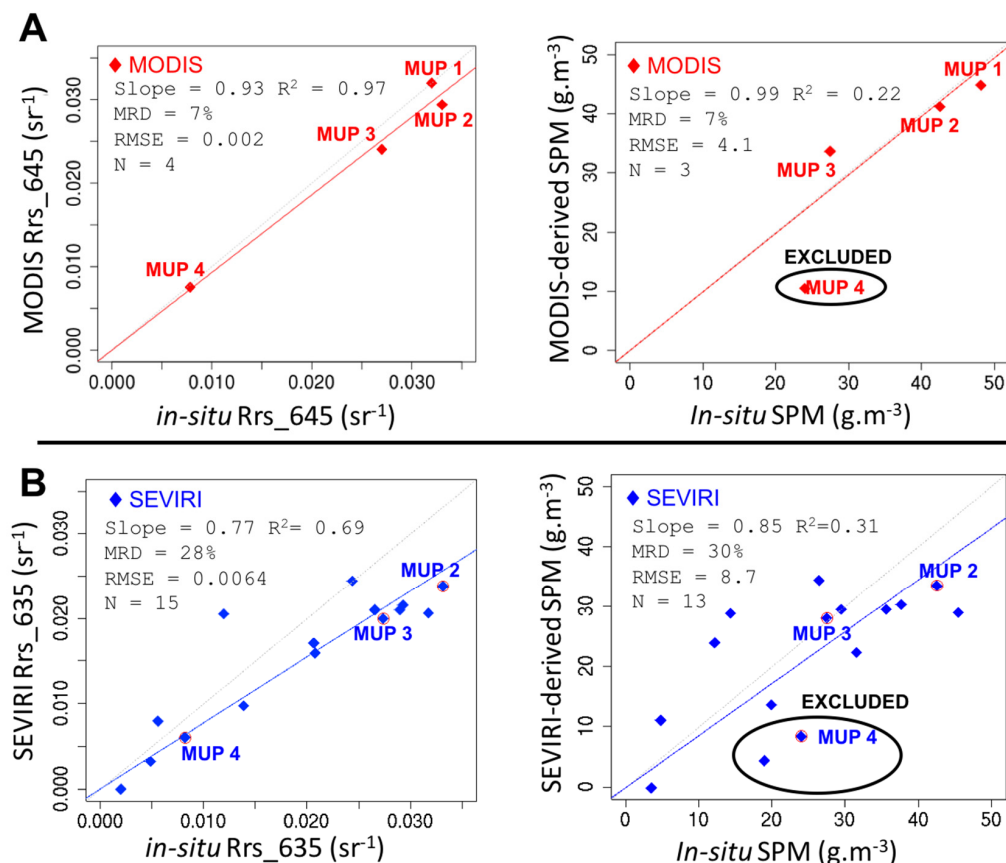 A
MODIS
Slope = 0.93 R² = 0.97
MRD = 7%
RMSE = 0.002
N = 4
MUP 1
MUP 2
MUP 3
MUP 4
MODIS Rrs_645 (sr⁻¹)
0.000 0.010 0.020 0.030
0.000 0.010 0.020 0.030
in-situ Rrs_645 (sr⁻¹)
MODIS
Slope = 0.99 R² = 0.22
MRD = 7%
RMSE = 4.1
N = 3
MUP 1
MUP 2
MUP 3
EXCLUDED
MUP 4
MODIS-derived SPM (g.m⁻³)
0 10 20 30 40 50
0 10 20 30 40 50
In-situ SPM (g.m⁻³)
B
SEVIRI
Slope = 0.77 R²= 0.69
MRD = 28%
RMSE = 0.0064
N = 15
MUP 2
MUP 3
MUP 4
SEVIRI Rrs_635 (sr⁻¹)
0.000 0.010 0.020 0.030
0.000 0.010 0.020 0.030
in-situ Rrs_635 (sr⁻¹)
SEVIRI
Slope = 0.85 R²=0.31
MRD = 30%
RMSE = 8.7
N = 13
MUP 2
MUP 3
EXCLUDED
MUP 4
SEVIRI-derived SPM (g.m⁻³)
0 10 20 30 40 50
0 10 20 30 40 50
In-situ SPM (g.m⁻³)